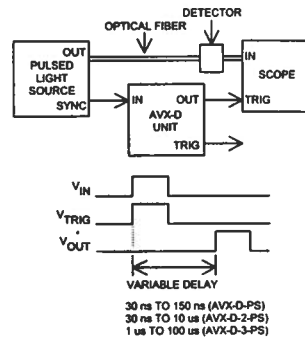 DETECTOR
OPTICAL FIBER
OUT
IN
PULSED
LIGHT
SOURCE
SCOPE
SYNC
IN
OUT
TRIG
AVX-D
UNIT
TRIG
VIN
VTRIG
VOUT
VARIABLE DELAY
30 ns TO 150 ns (AVX-D-PS)
30 ns TO 10 us (AVX-D-2-PS)
1 us TO 100 us (AVX-D-3-PS)